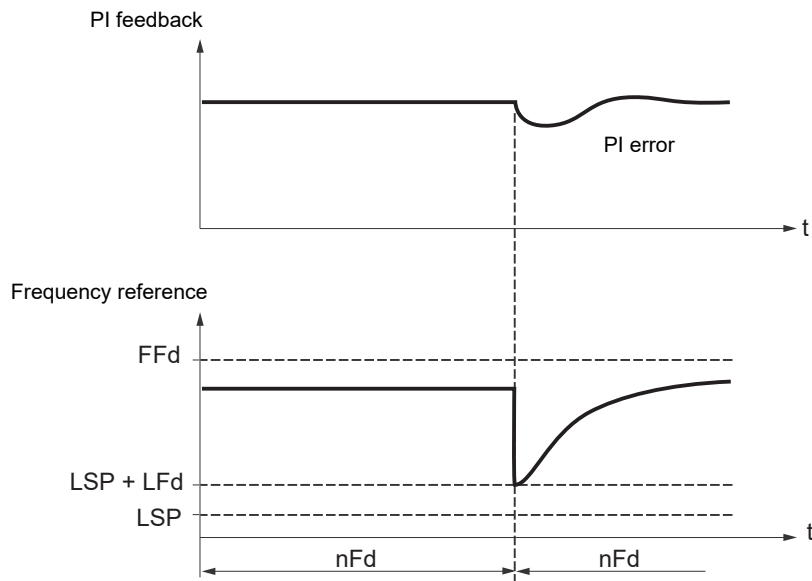 PI feedback
PI error
t
Frequency reference
FFd
LSP + LFd
LSP
t
nFd
nFd